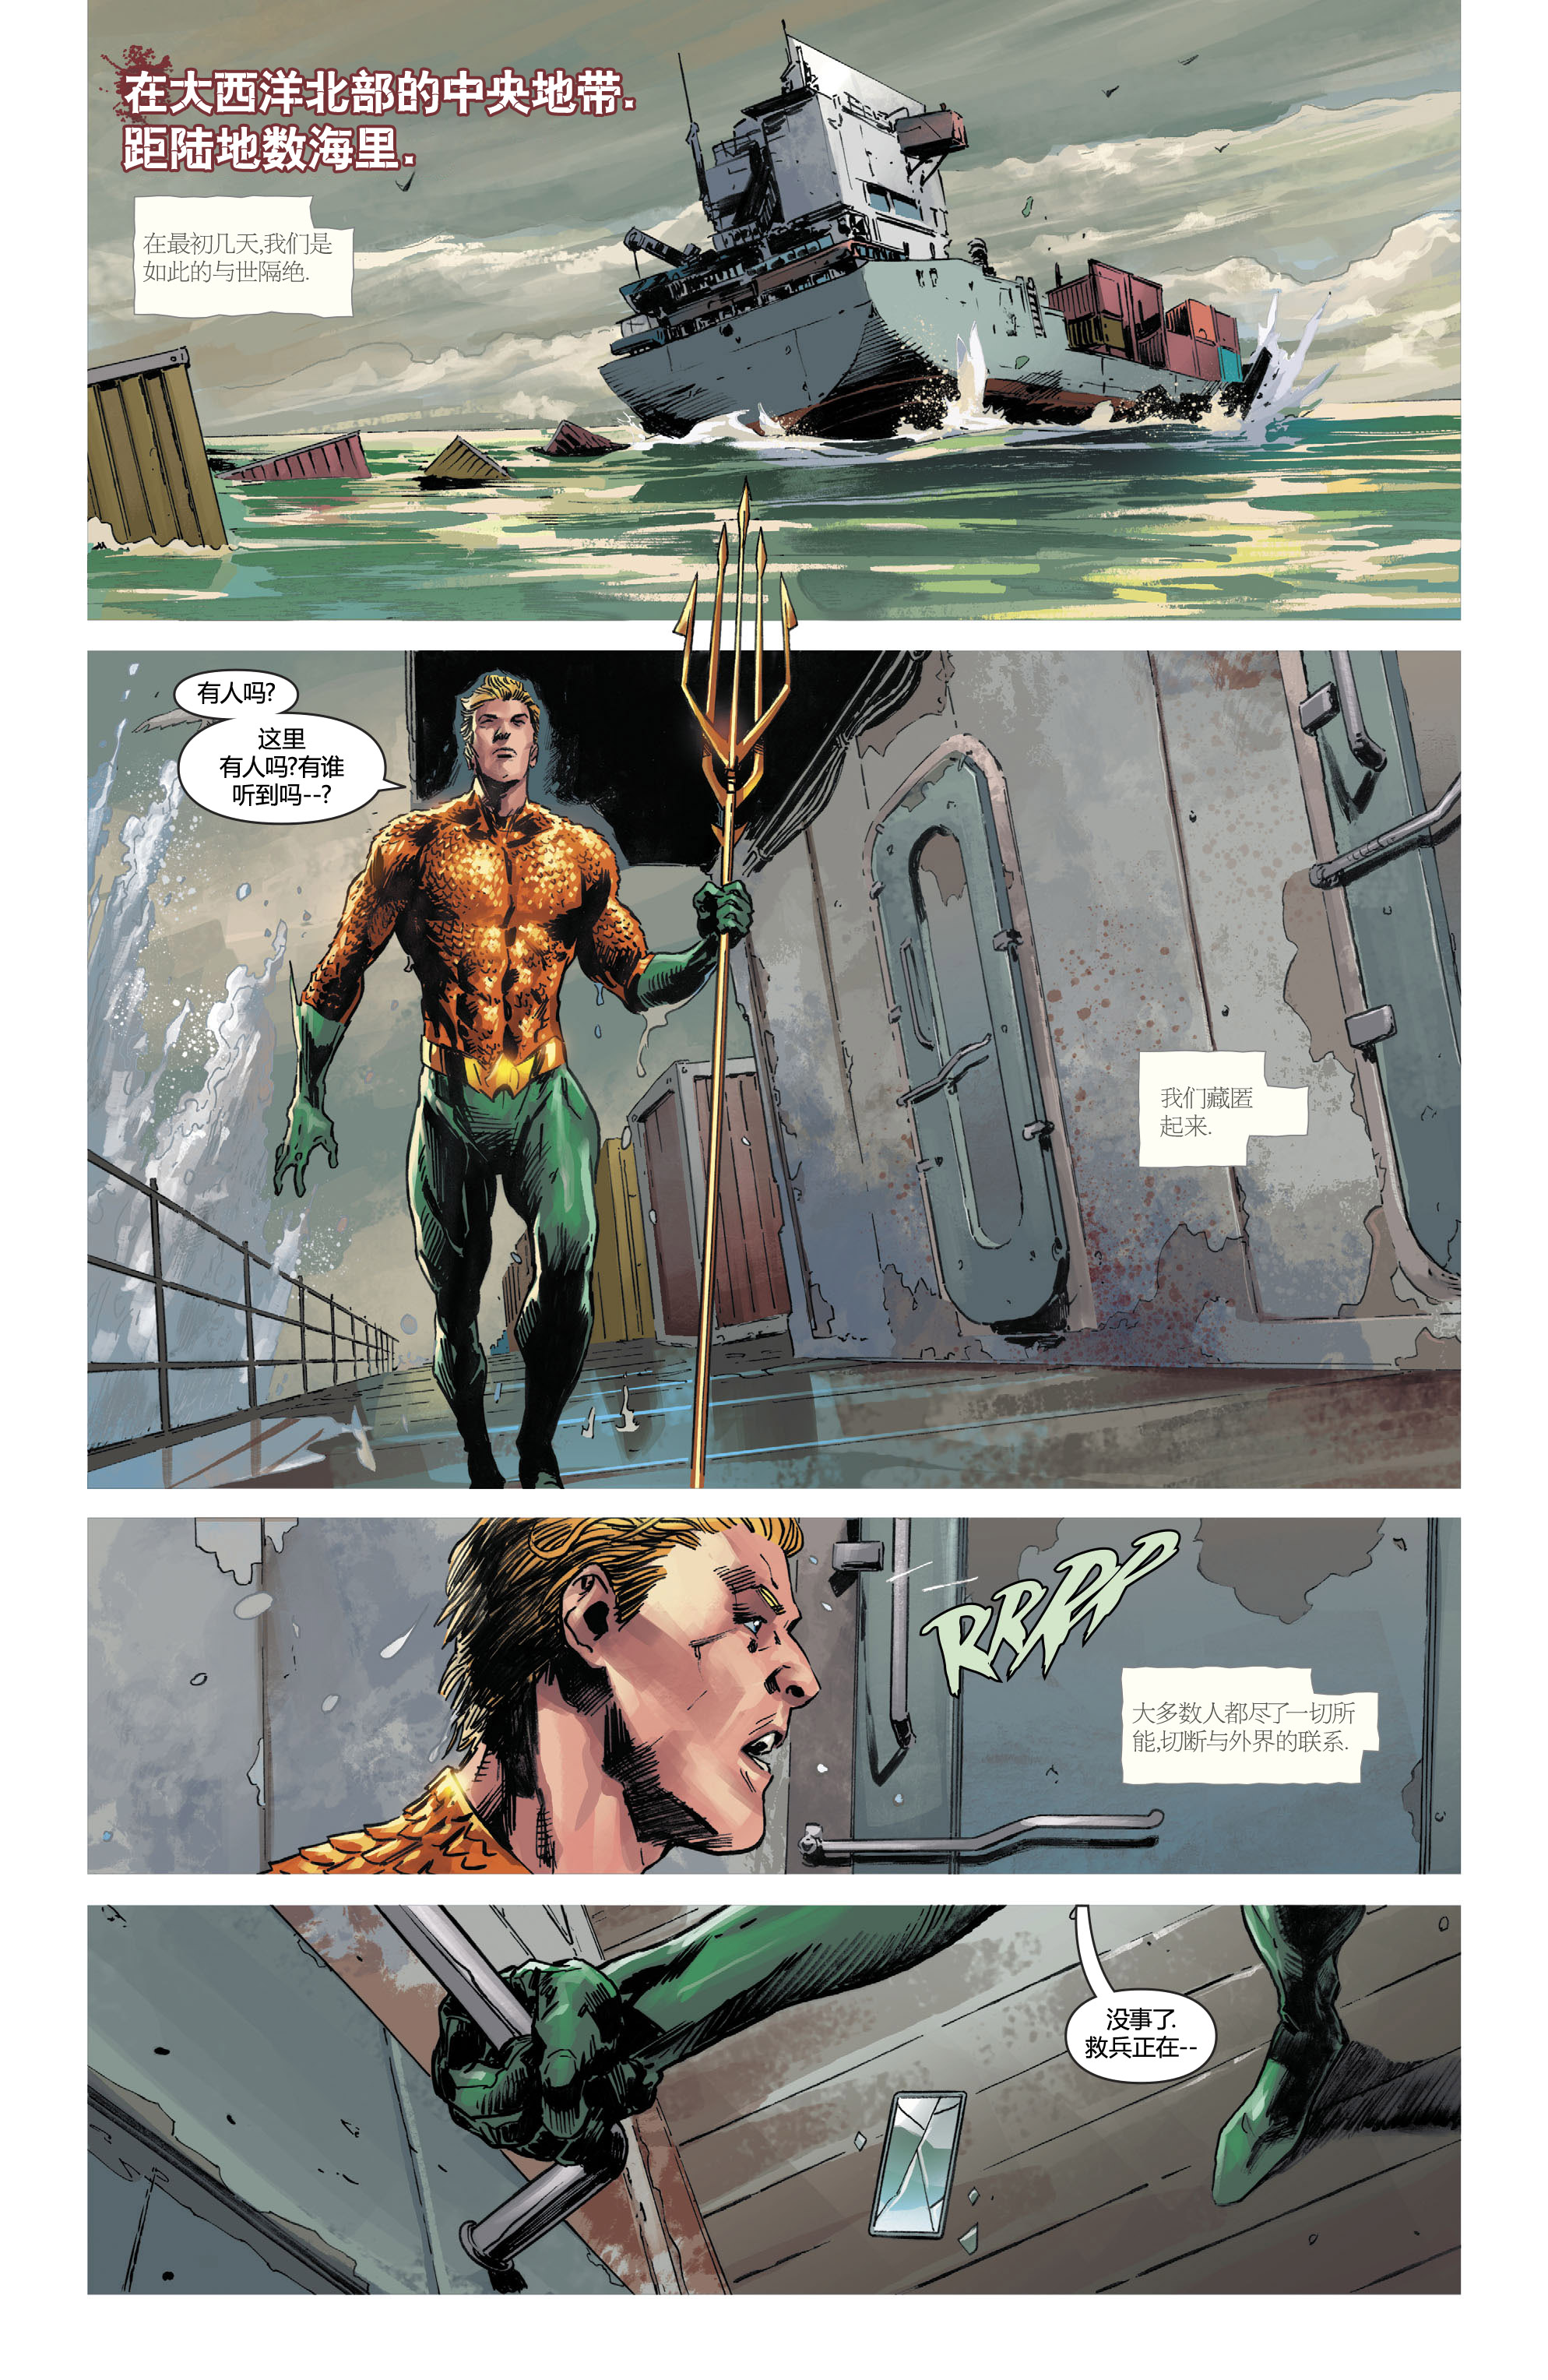 在大西洋北部的中央地带.
距陆地数海里.
在最初几天,我们是
如此的与世隔绝.
有人吗?
这里
有人吗?有谁
听到吗--?
我们藏匿
起来.
RRRPP
大多数人都尽了一切所
能,切断与外界的联系.
没事了.
救兵正在--